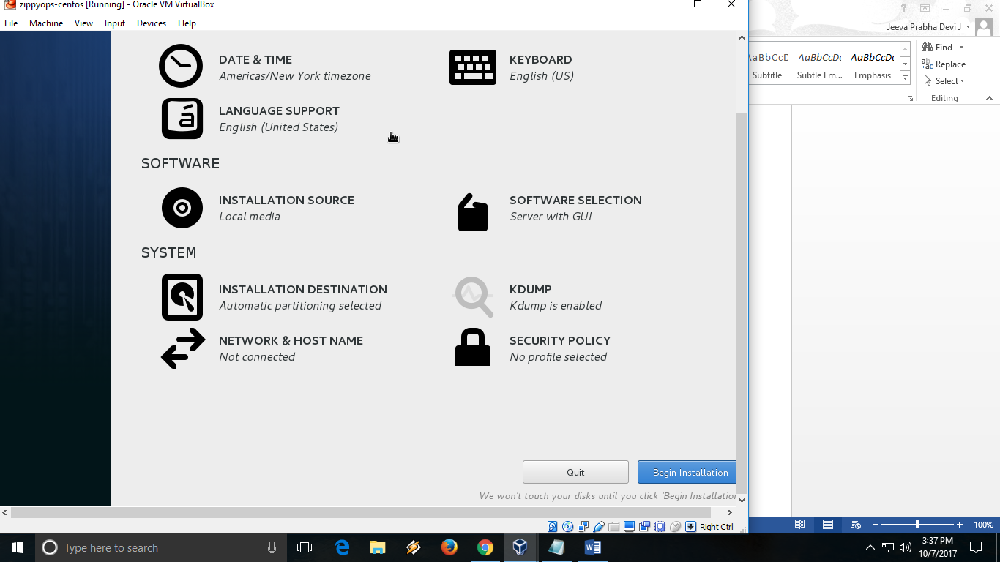 zippyops-centos [Running] - Oracle VM VirtualBox
File Machine View Input Devices Help
Jeeva Prabha Devi J
DATE & TIME
Americas/New York timezone
KEYBOARD
English (US)
LANGUAGE SUPPORT
English (United States)
SOFTWARE
INSTALLATION SOURCE
Local media
SOFTWARE SELECTION
Server with GUI
SYSTEM
INSTALLATION DESTINATION
Automatic partitioning selected
KDUMP
Kdump is enabled
NETWORK & HOST NAME
Not connected
SECURITY POLICY
No profile selected
Quit
Begin Installation
We won't touch your disks until you click 'Begin Installation
Right Ctrl
AaBbCcD AaBbCcDc AaBbCcDc
Subtitle Subtle Em... Emphasis
Find
Replace
Select
Editing
100%
Type here to search
3:37 PM
10/7/2017